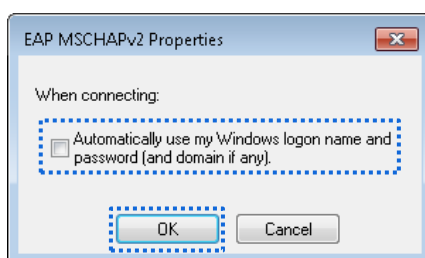 EAP MSCHAPv2 Properties
When connecting:
Automatically use my Windows logon name and
password (and domain if any).
OK
Cancel